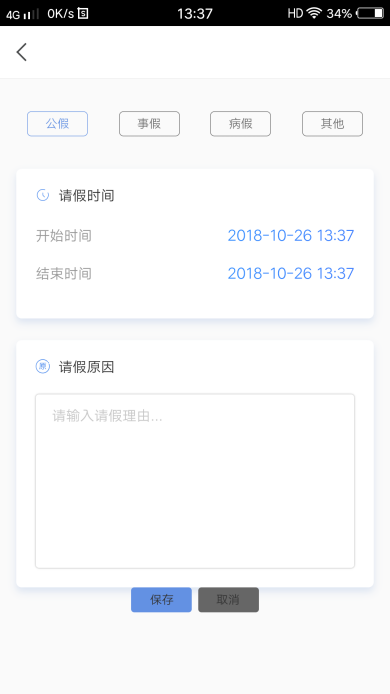 4G 0K/s S 13:37 HD 34%
公假 事假 病假 其他
请假时间
开始时间 2018-10-26 13:37
结束时间 2018-10-26 13:37
原 请假原因
请输入请假理由...
保存 取消